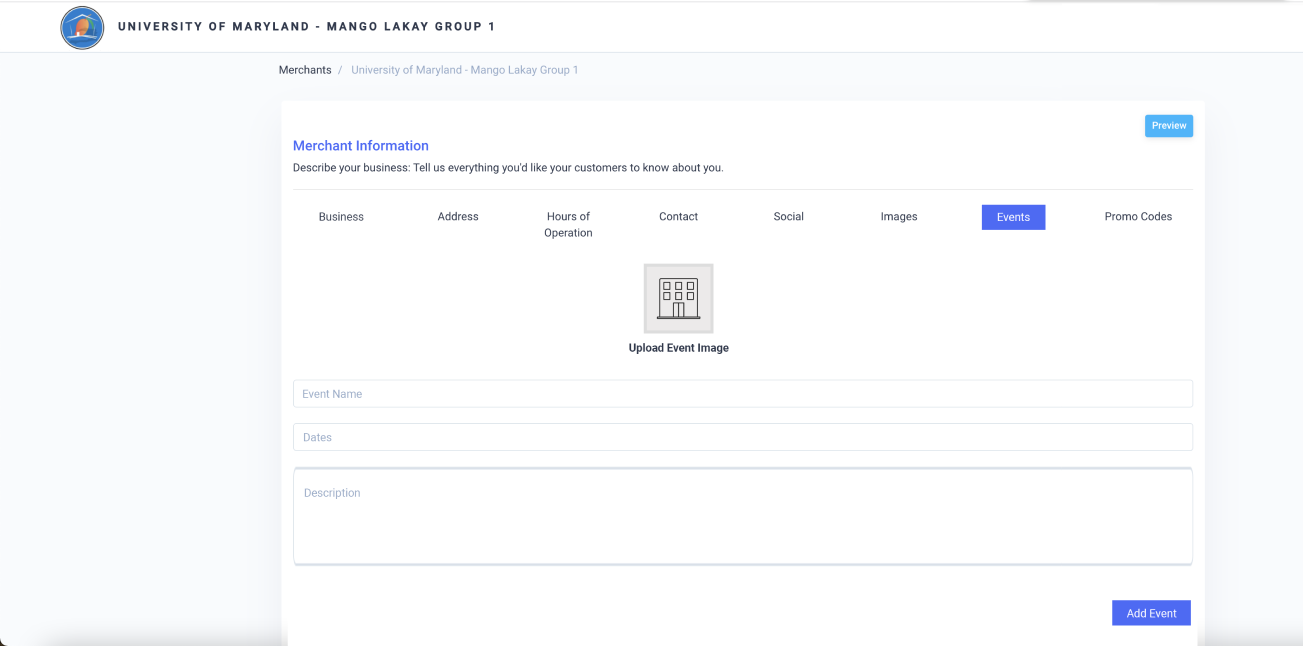 UNIVERSITY OF MARYLAND - MANGO LAKAY GROUP 1
Merchants / University of Maryland - Mango Lakay Group 1
Preview
Merchant Information
Describe your business: Tell us everything you'd like your customers to know about you.
Business
Address
Hours of
Operation
Contact
Social
Images
Events
Promo Codes
Upload Event Image
Event Name
Dates
Description
Add Event